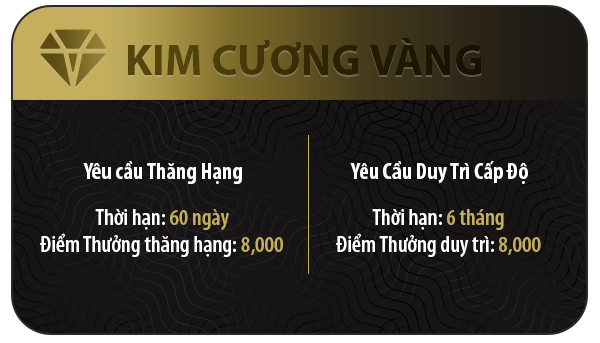 KIM CƯƠNG VÀNG
Yêu cầu Thăng Hạng
Thời hạn: 60 ngày
Điểm Thưởng thăng hạng: 8,000
Yêu Cầu Duy Trì Cấp Độ
Thời hạn: 6 tháng
Điểm Thưởng duy trì: 8,000